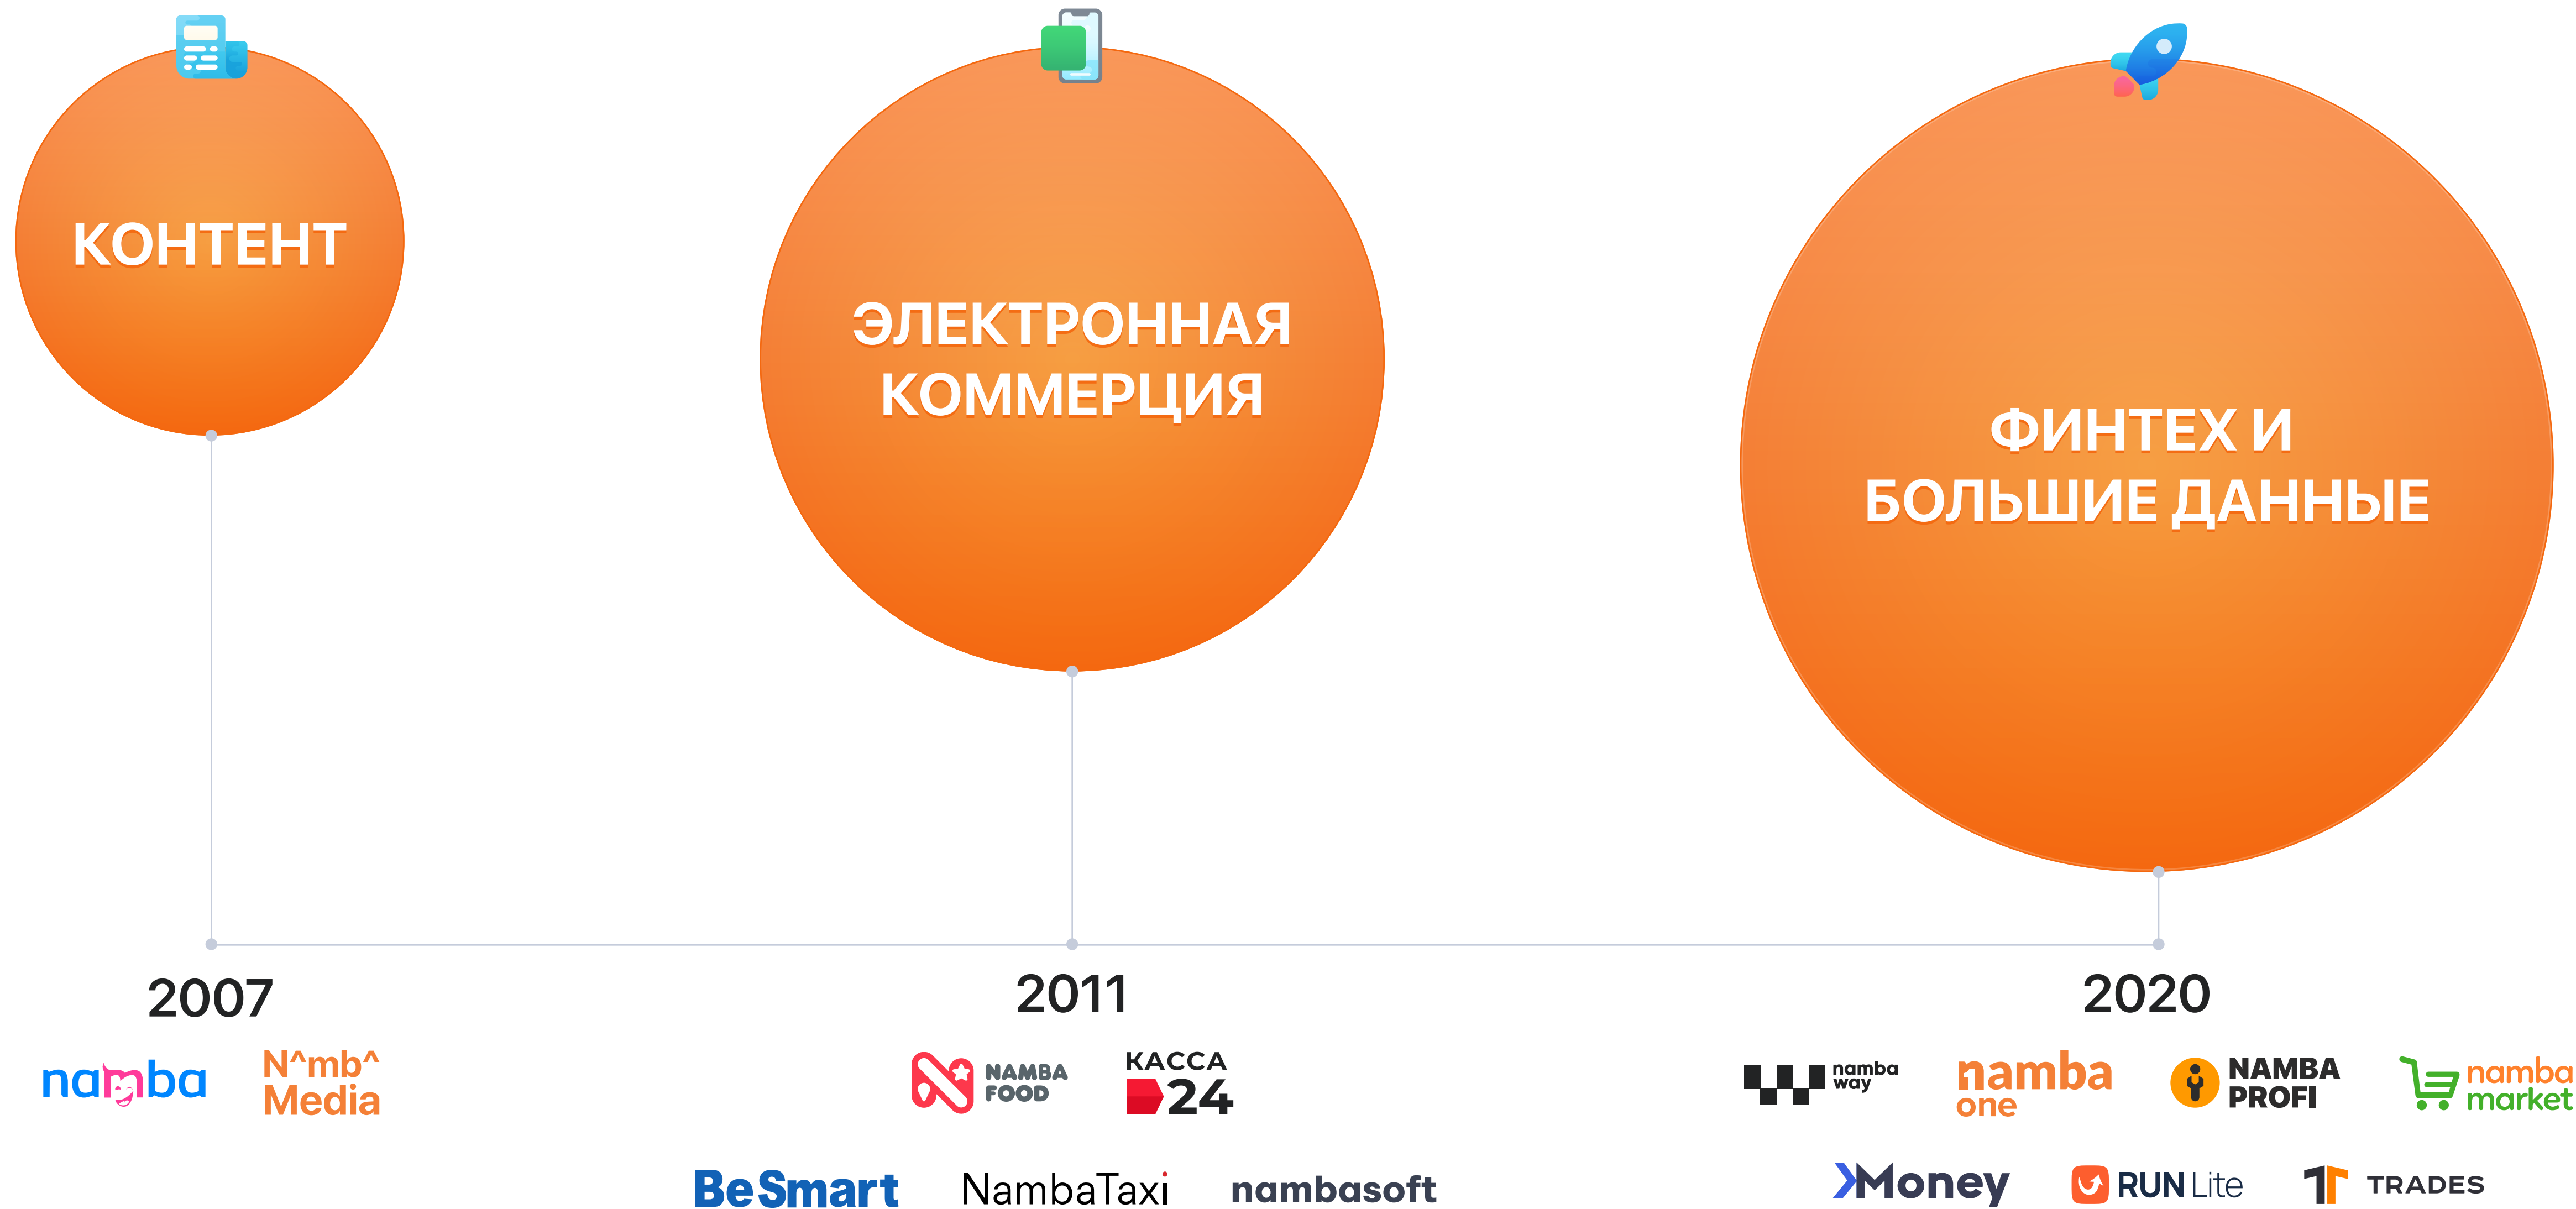 КОНТЕНТ
ЭЛЕКТРОННАЯ
КОММЕРЦИЯ
ФИНТЕХ И
БОЛЬШИЕ ДАННЫЕ
2007
namba
N^mb^
Media
2011
NAMBA
FOOD
КАССА
24
BeSmart
NambaTaxi
nambasoft
2020
namba
way
namba
one
NAMBA
PROFI
namba
market
Money
RUN Lite
TRADES